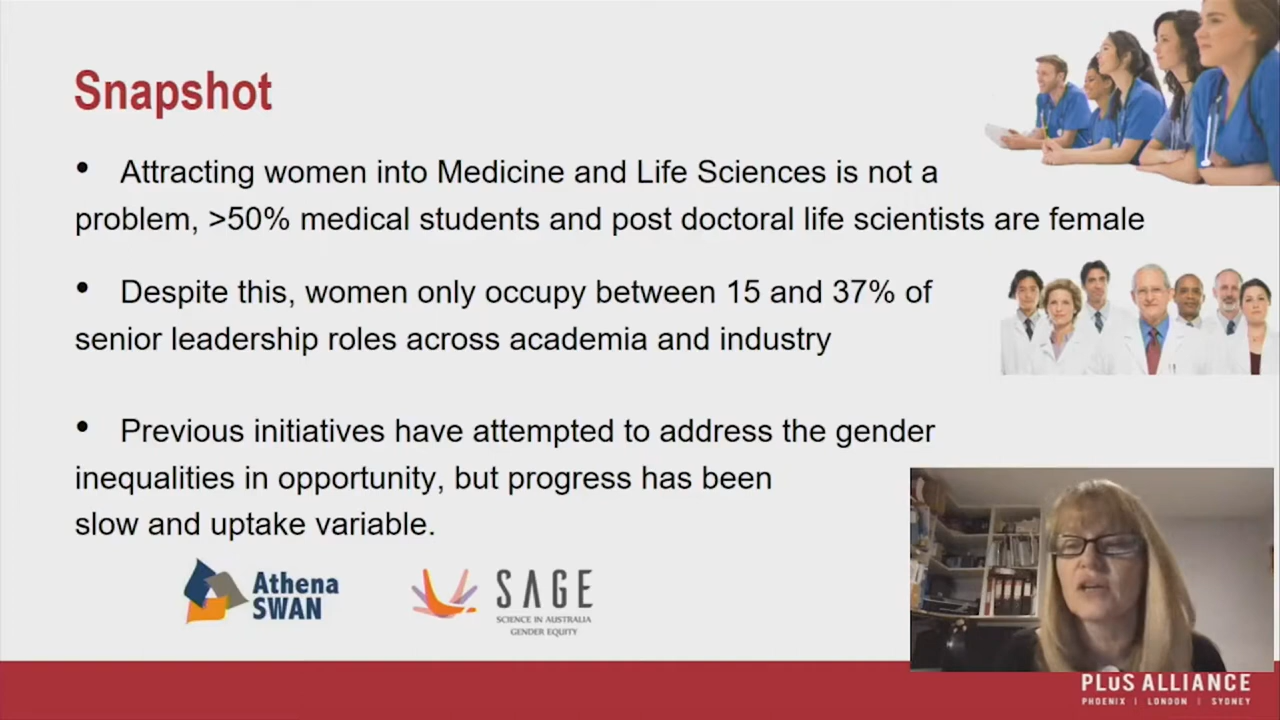 Snapshot
• Attracting women into Medicine and Life Sciences is not a
problem, >50% medical students and post doctoral life scientists are female
• Despite this, women only occupy between 15 and 37% of
senior leadership roles across academia and industry
• Previous initiatives have attempted to address the gender
inequalities in opportunity, but progress has been
slow and uptake variable.
Athena
SWAN
SAGE
SCIENCE IN AUSTRALIA
GENDER EQUITY
PLuS ALLIANCE
PHOENIX | LONDON | SYDNEY